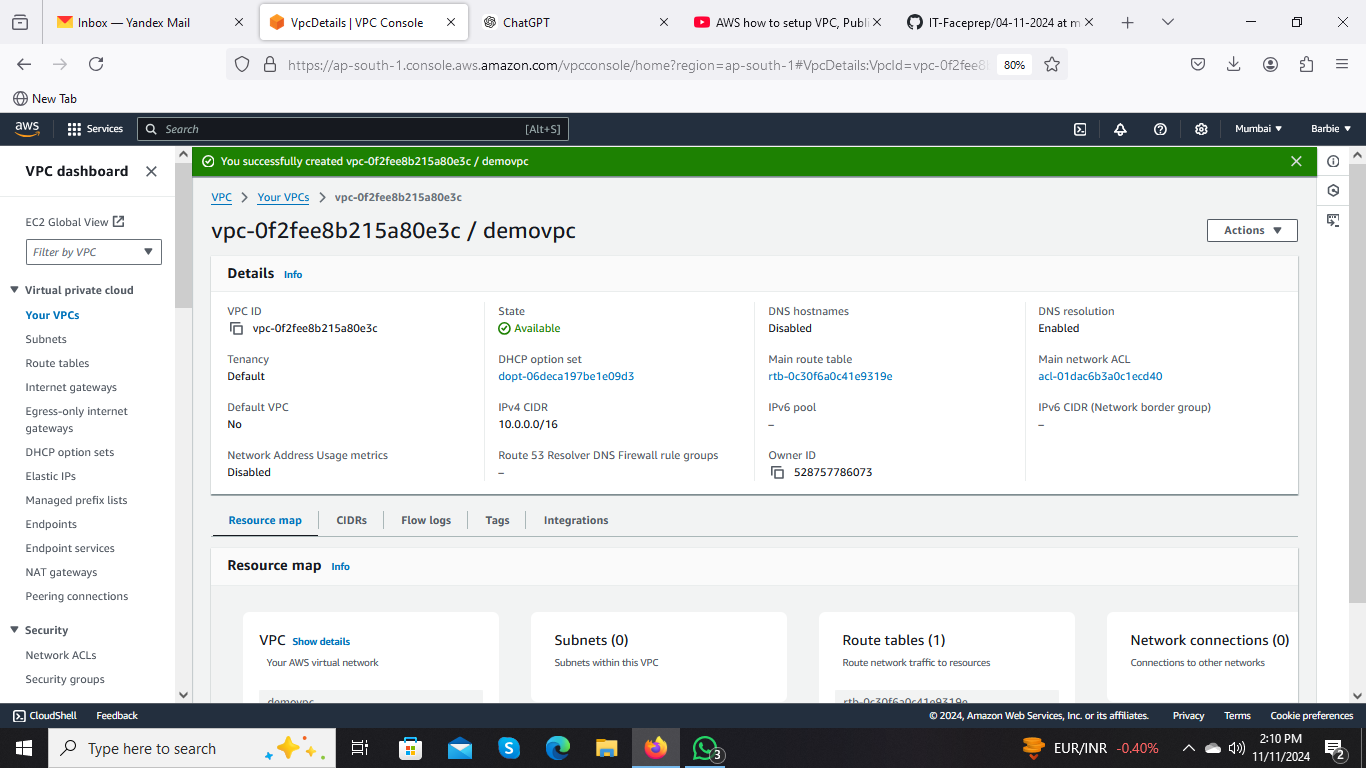 Inbox — Yandex Mail
VpcDetails | VPC Console
ChatGPT
AWS how to setup VPC, Publ
IT-Faceprep/04-11-2024 at m
https://ap-south-1.console.aws.amazon.com/vpcconsole/home?region=ap-south-1#VpcDetails:VpcId=vpc-0f2fee8b
80%
New Tab
aws
Services
Search
[Alt+S]
Mumbai
Barbie
VPC dashboard
EC2 Global View
Filter by VPC
Virtual private cloud
Your VPCs
Subnets
Route tables
Internet gateways
Egress-only internet
gateways
DHCP option sets
Elastic IPs
Managed prefix lists
Endpoints
Endpoint services
NAT gateways
Peering connections
Security
Network ACLs
Security groups
You successfully created vpc-0f2fee8b215a80e3c / demovpc
VPC
Your VPCs
vpc-0f2fee8b215a80e3c
vpc-0f2fee8b215a80e3c / demovpc
Actions
Details Info
VPC ID
vpc-0f2fee8b215a80e3c
State
Available
DNS hostnames
Disabled
DNS resolution
Enabled
Tenancy
Default
DHCP option set
dopt-06deca197be1e09d3
Main route table
rtb-0c30f6a0c41e9319e
Main network ACL
acl-01dac6b3a0c1ecd40
Default VPC
No
IPv4 CIDR
10.0.0.0/16
IPv6 pool
–
IPv6 CIDR (Network border group)
–
Network Address Usage metrics
Disabled
Route 53 Resolver DNS Firewall rule groups
–
Owner ID
528757786073
Resource map
CIDRs
Flow logs
Tags
Integrations
Resource map Info
VPC Show details
Your AWS virtual network
demovpc
Subnets (0)
Subnets within this VPC
Route tables (1)
Route network traffic to resources
rtb-0c30f6a0c41e9319e
Network connections (0)
Connections to other networks
CloudShell
Feedback
© 2024, Amazon Web Services, Inc. or its affiliates.
Privacy
Terms
Cookie preferences
Type here to search
3
EUR/INR
-0.40%
2:10 PM
11/11/2024
2